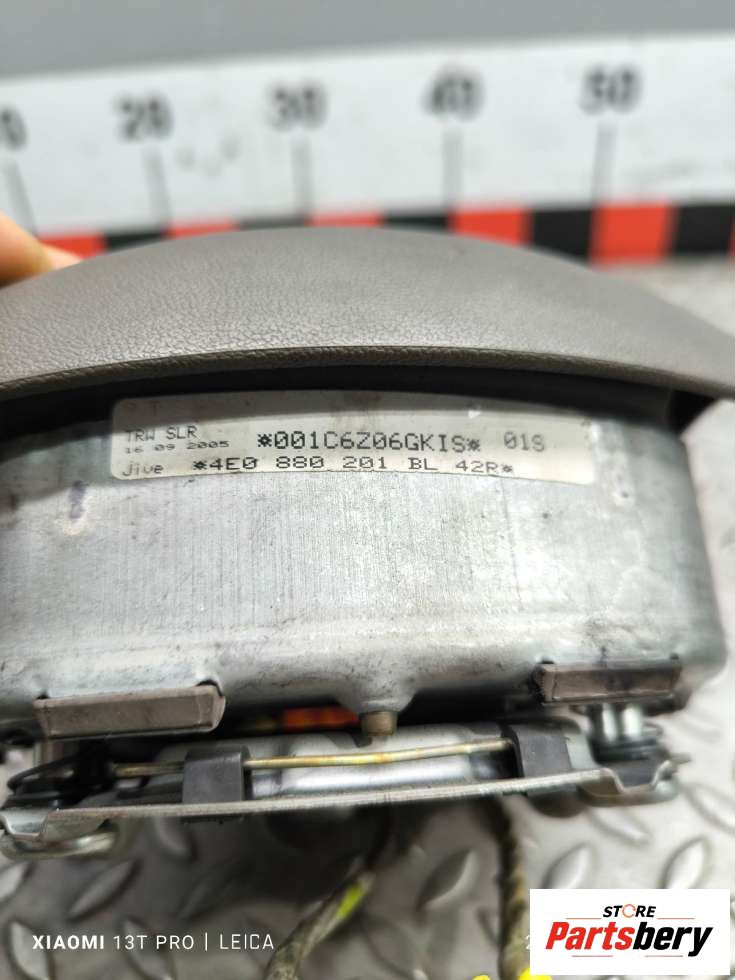 20 30 40 50
TRW SLR *001C6Z06GKIS* 01S
16 09 2005
Jive *4E0 880 201 BL 42R*
XIAOMI 13T PRO | LEICA
STORE
Partsbery